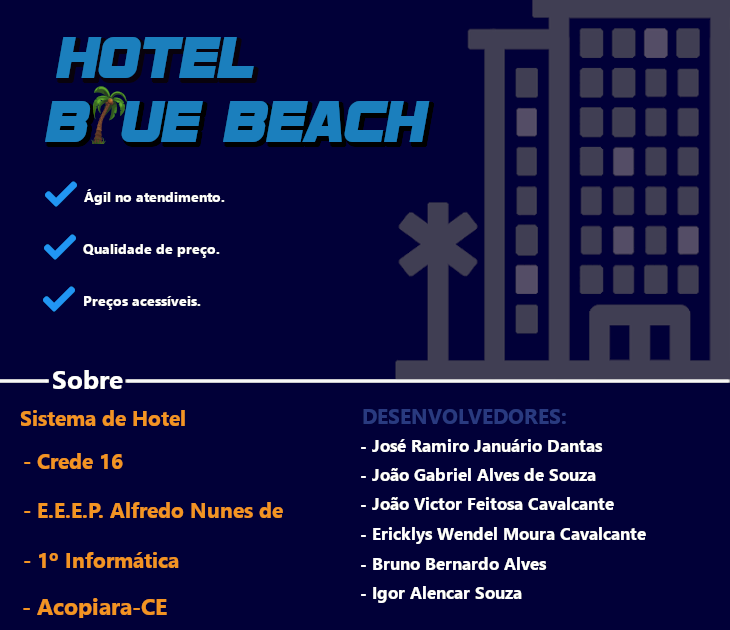 HOTEL
BLUE BEACH
Ágil no atendimento.
Qualidade de preço.
Preços acessíveis.
Sobre
Sistema de Hotel
- Crede 16
- E.E.E.P. Alfredo Nunes de
- 1º Informática
- Acopiara-CE
DESENVOLVEDORES:
- José Ramiro Januário Dantas
- João Gabriel Alves de Souza
- João Victor Feitosa Cavalcante
- Ericklys Wendel Moura Cavalcante
- Bruno Bernardo Alves
- Igor Alencar Souza